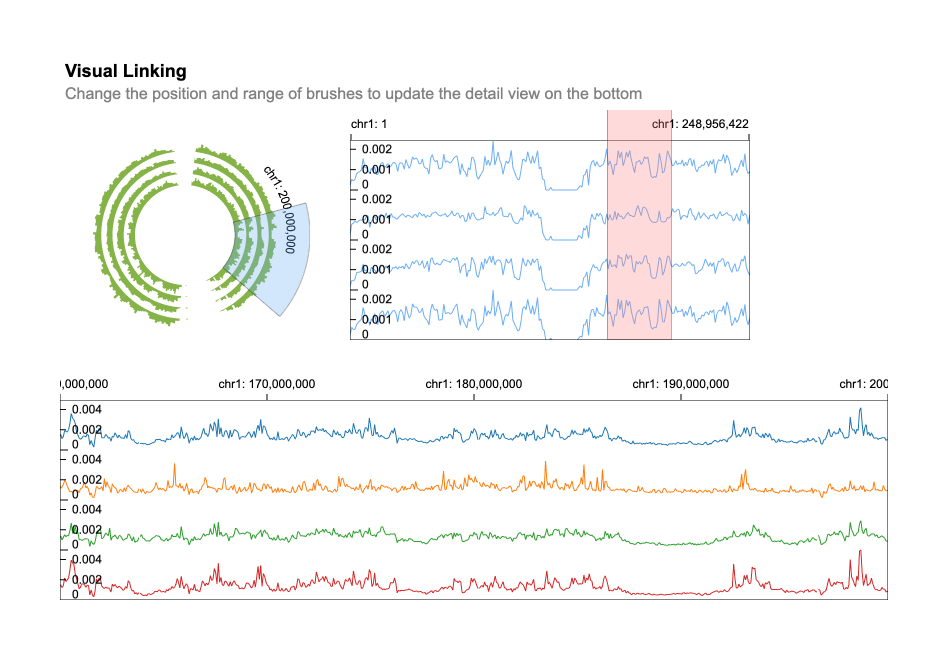 Visual Linking
Change the position and range of brushes to update the detail view on the bottom
chr1: 200,000,000
chr1: 1
chr1: 248,956,422
0.002
0.001
0
0.002
0.001
0
0.002
0.001
0
0.002
0.001
0
),000,000
chr1: 170,000,000
chr1: 180,000,000
chr1: 190,000,000
chr1: 200
0.004
0.002
0
0.004
0.002
0
0.004
0.002
0
0.004
0.002
0